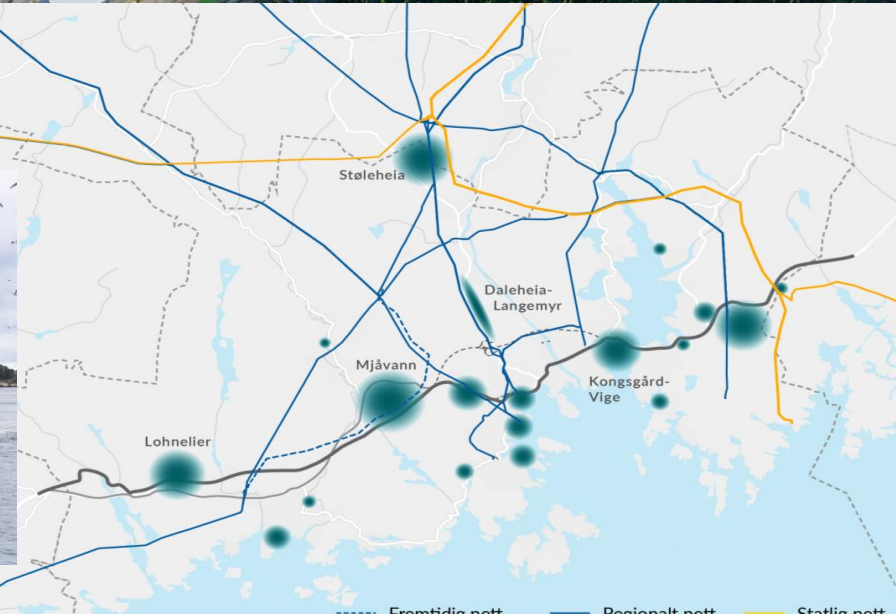 Støleheia
Daleheia-
Langemyr
Mjåvann
Kongsgård-
Vige
Lohnelier
Fremtidig nett
Regionalt nett
Statlig nett